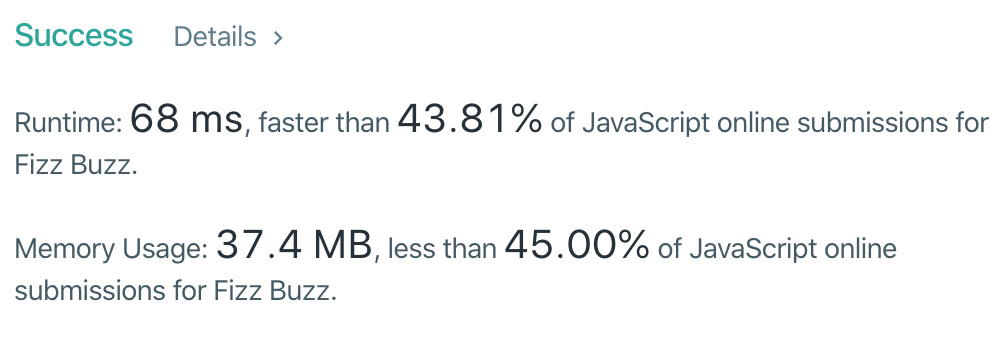 Success Details >
Runtime: 68 ms, faster than 43.81% of JavaScript online submissions for
Fizz Buzz.
Memory Usage: 37.4 MB, less than 45.00% of JavaScript online
submissions for Fizz Buzz.